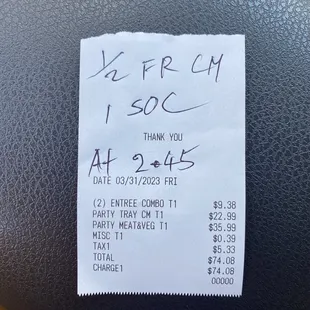 1/2 FR CM
1 SOC
THANK YOU
At 2:45
DATE 03/31/2023 FRI
(2) ENTREE COMBO T1 $9.38
PARTY TRAY CM T1 $22.99
PARTY MEAT&VEG T1 $35.99
MISC T1 $0.39
TAX1 $5.33
TOTAL $74.08
CHARGE1 $74.08
00000